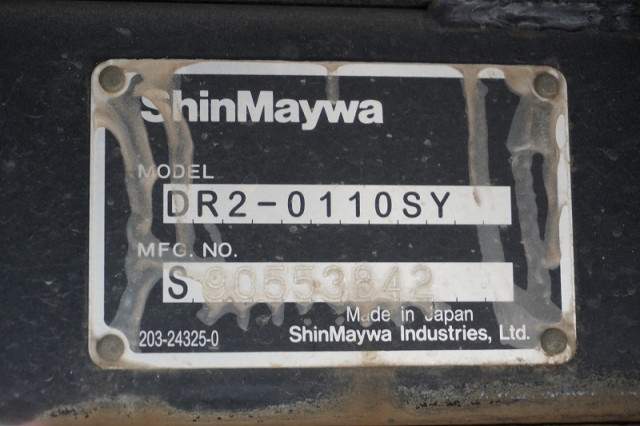 ShinMaywa
MODEL
DR2-0110SY
MFG. NO.
S 90553842
Made in Japan
203-24325-0 ShinMaywa Industries, Ltd.